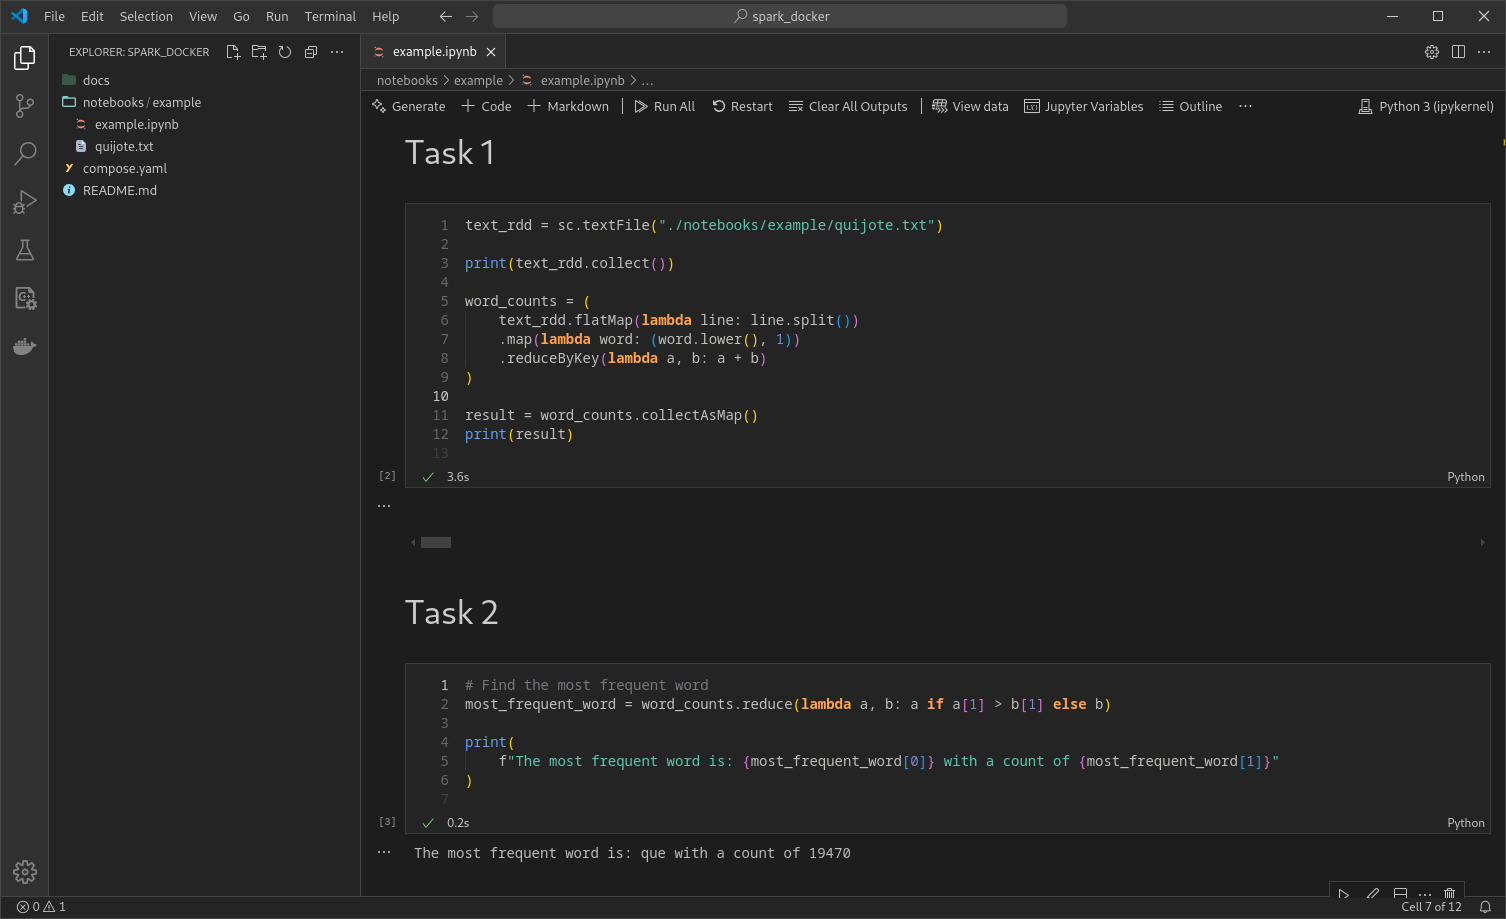 File Edit Selection View Go Run Terminal Help spark_docker
EXPLORER: SPARK_DOCKER
docs
notebooks / example
example.ipynb
quijote.txt
compose.yaml
README.md
example.ipynb
notebooks > example > example.ipynb > ...
Generate + Code + Markdown Run All Restart Clear All Outputs View data Jupyter Variables Outline ... Python 3 (ipykernel)
Task 1
1 text_rdd = sc.textFile("./notebooks/example/quijote.txt")
2
3 print(text_rdd.collect())
4
5 word_counts = (
6     text_rdd.flatMap(lambda line: line.split())
7     .map(lambda word: (word.lower(), 1))
8     .reduceByKey(lambda a, b: a + b)
9 )
10
11 result = word_counts.collectAsMap()
12 print(result)
13
[2] 3.6s Python
...
Task 2
1 # Find the most frequent word
2 most_frequent_word = word_counts.reduce(lambda a, b: a if a[1] > b[1] else b)
3
4 print(
5     f"The most frequent word is: {most_frequent_word[0]} with a count of {most_frequent_word[1]}"
6 )
7
[3] 0.2s Python
... The most frequent word is: que with a count of 19470
0 1 Cell 7 of 12